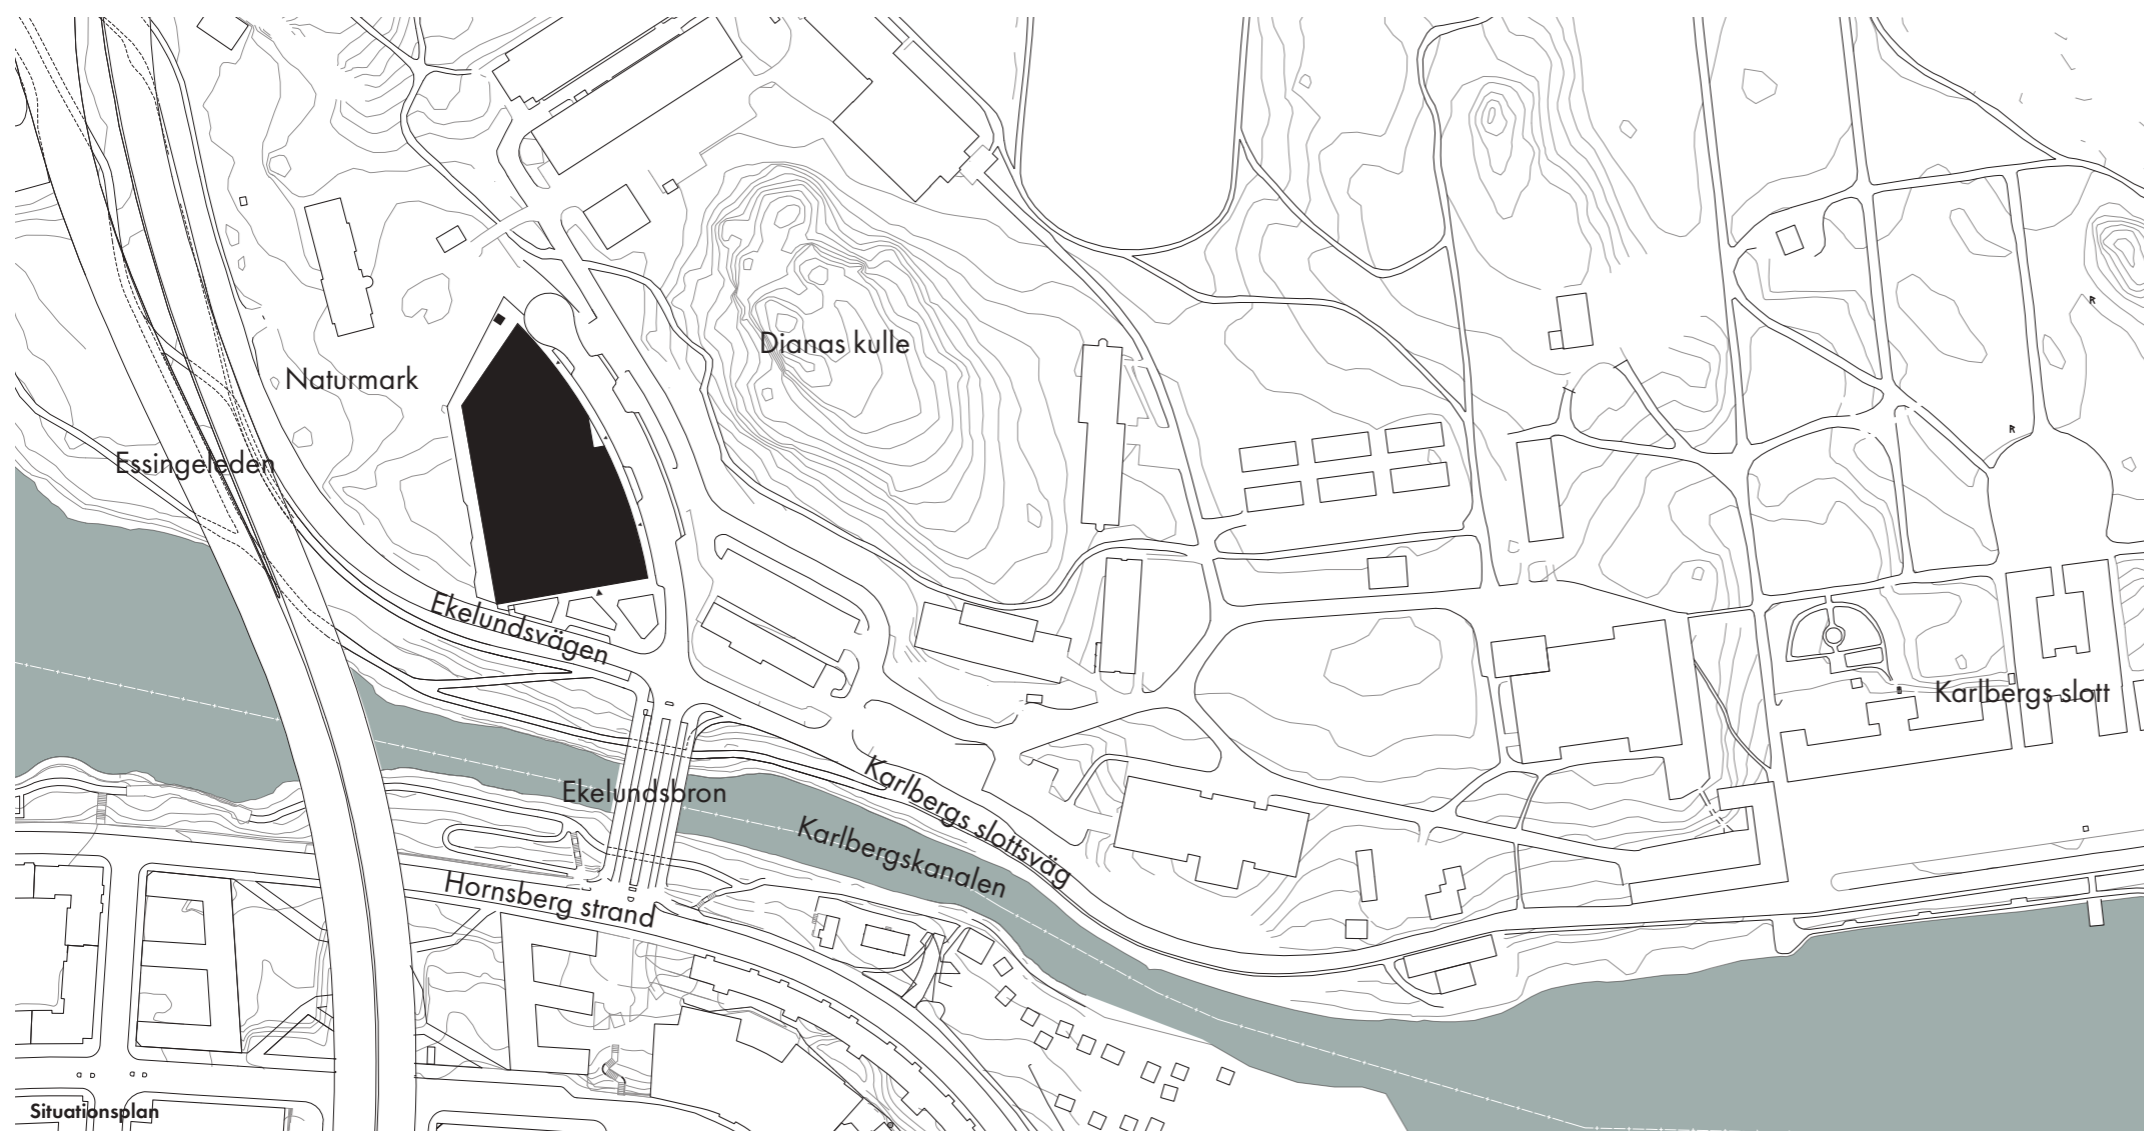 Dianas kulle
Naturmark
Essingeleden
Ekelundsvägen
Karlbergs slott
Ekelundsbron
Karlbergs slottsväg
Karlbergskanalen
Hornsberg strand
R
R
Situationsplan